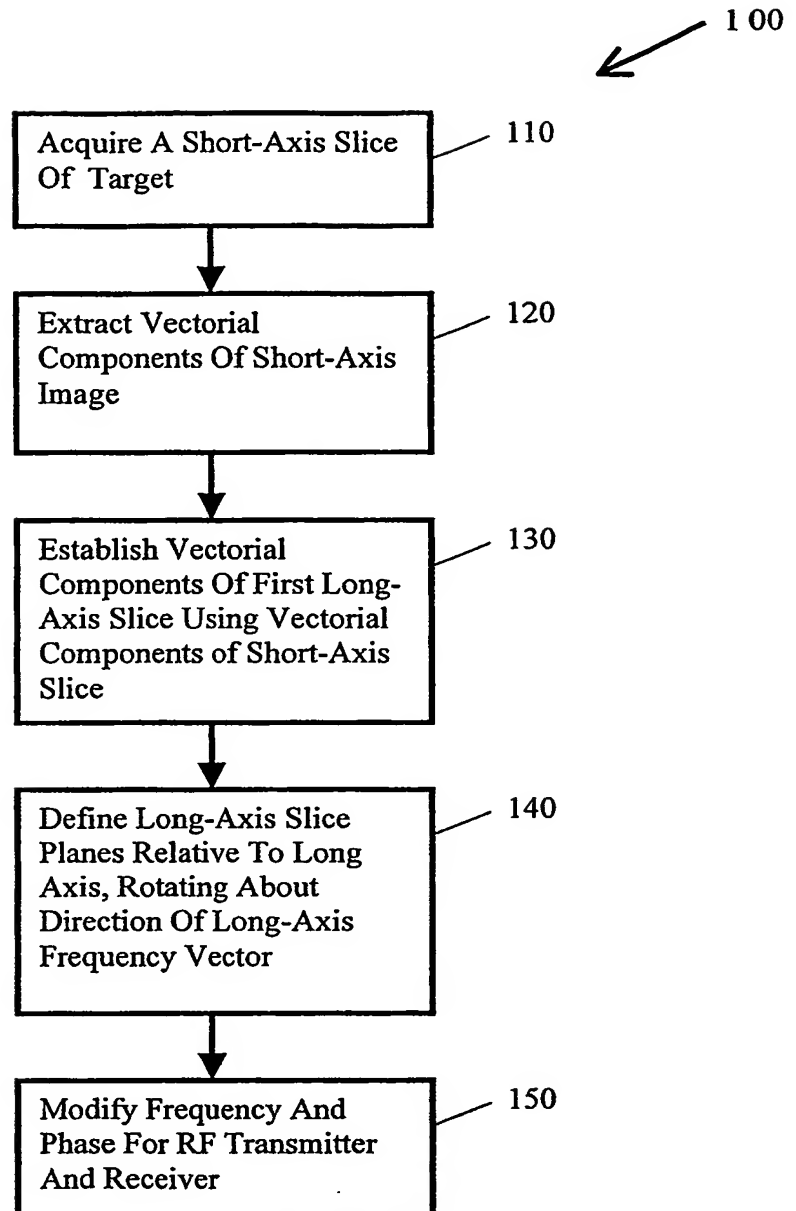 100
Acquire A Short-Axis Slice
Of Target
110
Extract Vectorial
Components Of Short-Axis
Image
120
Establish Vectorial
Components Of First Long-
Axis Slice Using Vectorial
Components of Short-Axis
Slice
130
Define Long-Axis Slice
Planes Relative To Long
Axis, Rotating About
Direction Of Long-Axis
Frequency Vector
140
Modify Frequency And
Phase For RF Transmitter
And Receiver
150